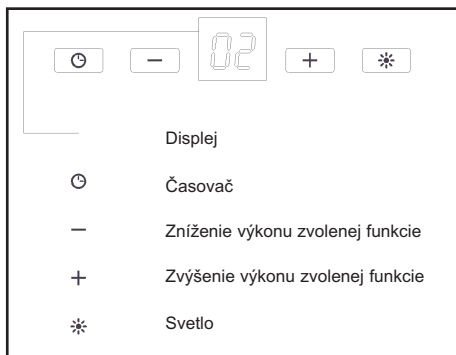 02
Displej
Časovač
Zníženie výkonu zvolenej funkcie
Zvýšenie výkonu zvolenej funkcie
Svetlo